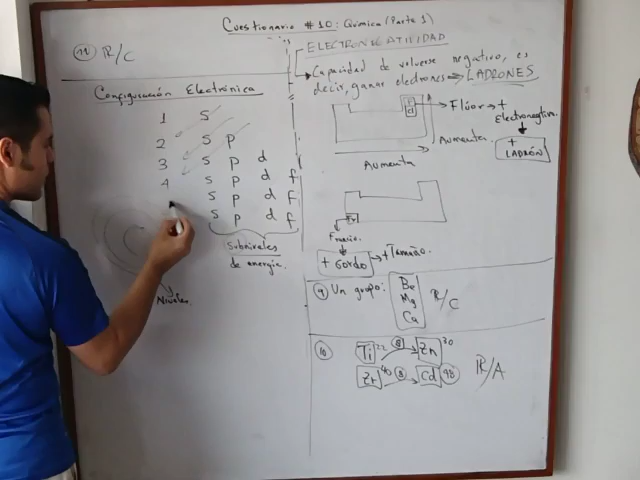 Cuestionario #10: Química (Parte 1)
11 R/C
Configuración Electrónica
1 s
2 s p
3 s p d
4 s p d f
s p d f
s p d f
Subniveles
de energía.
Niveles
ELECTRONEGATIVIDAD
Capacidad de volverse negativo, es
decir, ganar electrones => LADRONES
Flúor → +
Electronegativo
+
LADRÓN
Aumenta
Aumenta
Fr
Francio
+ GORDO → + Tamaño.
9 Un grupo: Be
Mg
Ca
R/C
10 Ti 22 8 Zn 30
Zr 40 8 Cd 48
R/A